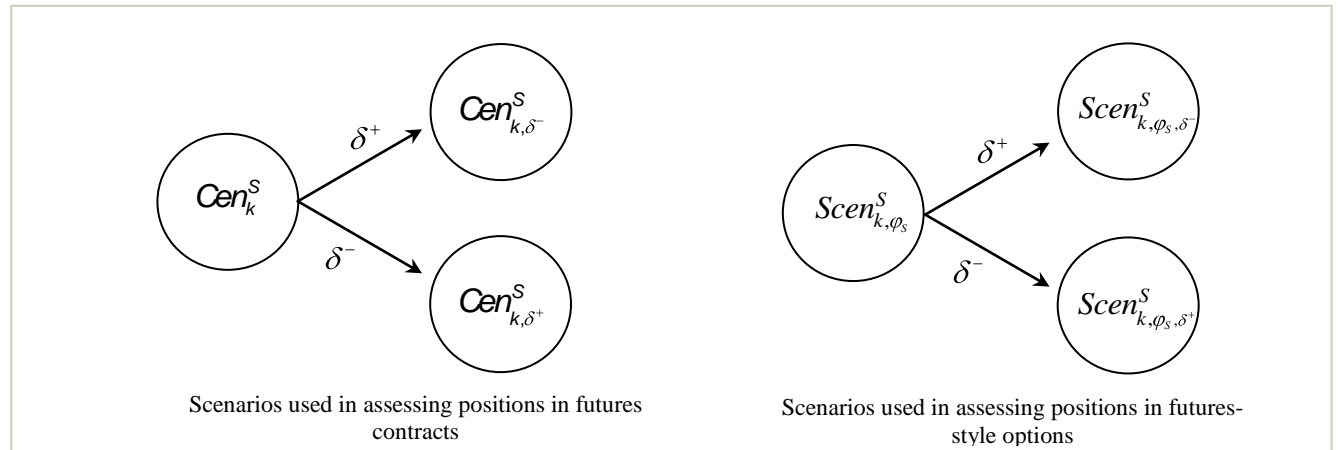 Cen^S_k
δ⁺
δ⁻
Cen^S_{k,δ⁻}
Cen^S_{k,δ⁺}
Scenarios used in assessing positions in futures
contracts
Scen^S_{k,φ_s}
δ⁺
δ⁻
Scen^S_{k,φ_s,δ⁻}
Scen^S_{k,φ_s,δ⁺}
Scenarios used in assessing positions in futures-
style options